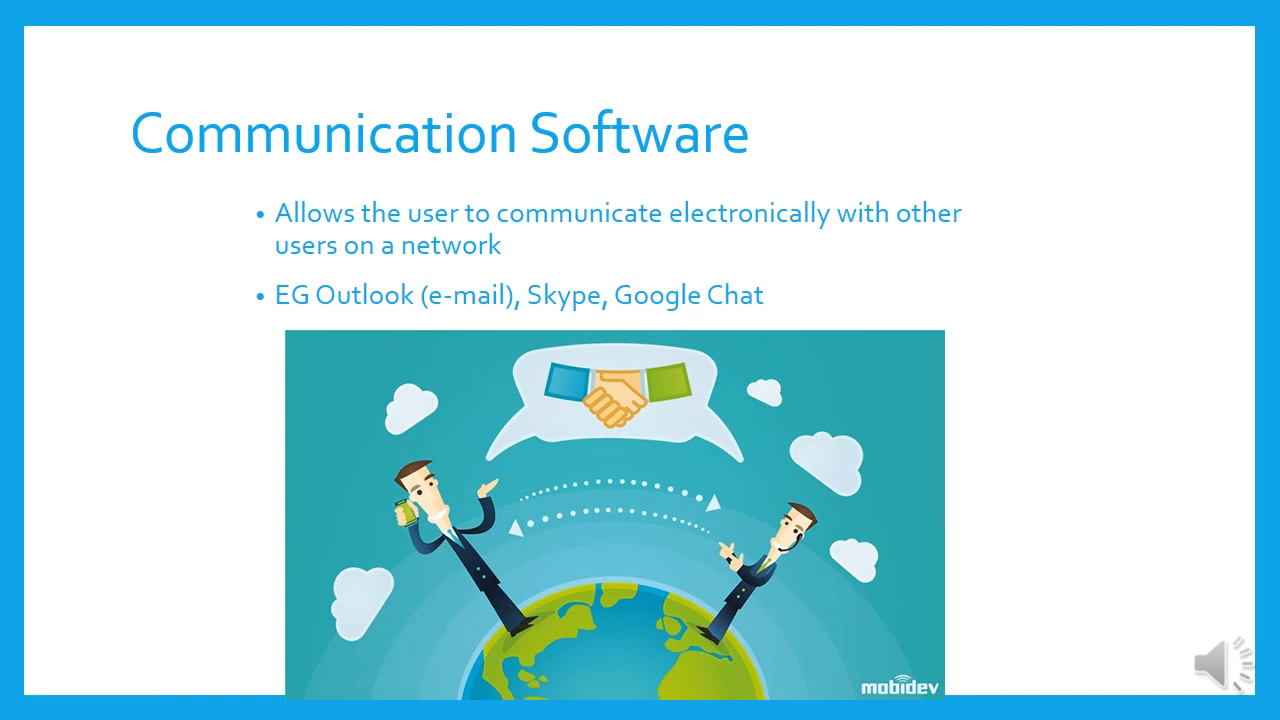 Communication Software
• Allows the user to communicate electronically with other
users on a network
• EG Outlook (e-mail), Skype, Google Chat
mobidev